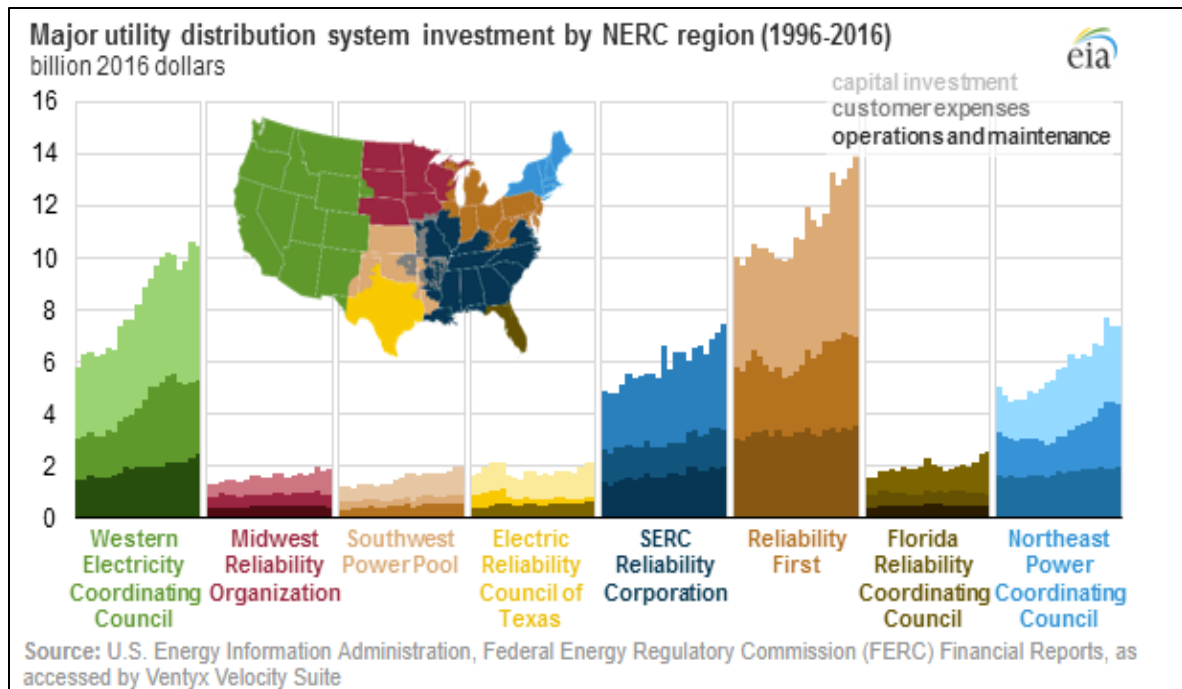 Major utility distribution system investment by NERC region (1996-2016)
billion 2016 dollars
eia
capital investment
customer expenses
operations and maintenance
16
14
12
10
8
6
4
2
0
Western
Electricity
Coordinating
Council
Midwest
Reliability
Organization
Southwest
Power Pool
Electric
Reliability
Council of
Texas
SERC
Reliability
Corporation
Reliability
First
Florida
Reliability
Coordinating
Council
Northeast
Power
Coordinating
Council
Source: U.S. Energy Information Administration, Federal Energy Regulatory Commission (FERC) Financial Reports, as
accessed by Ventyx Velocity Suite